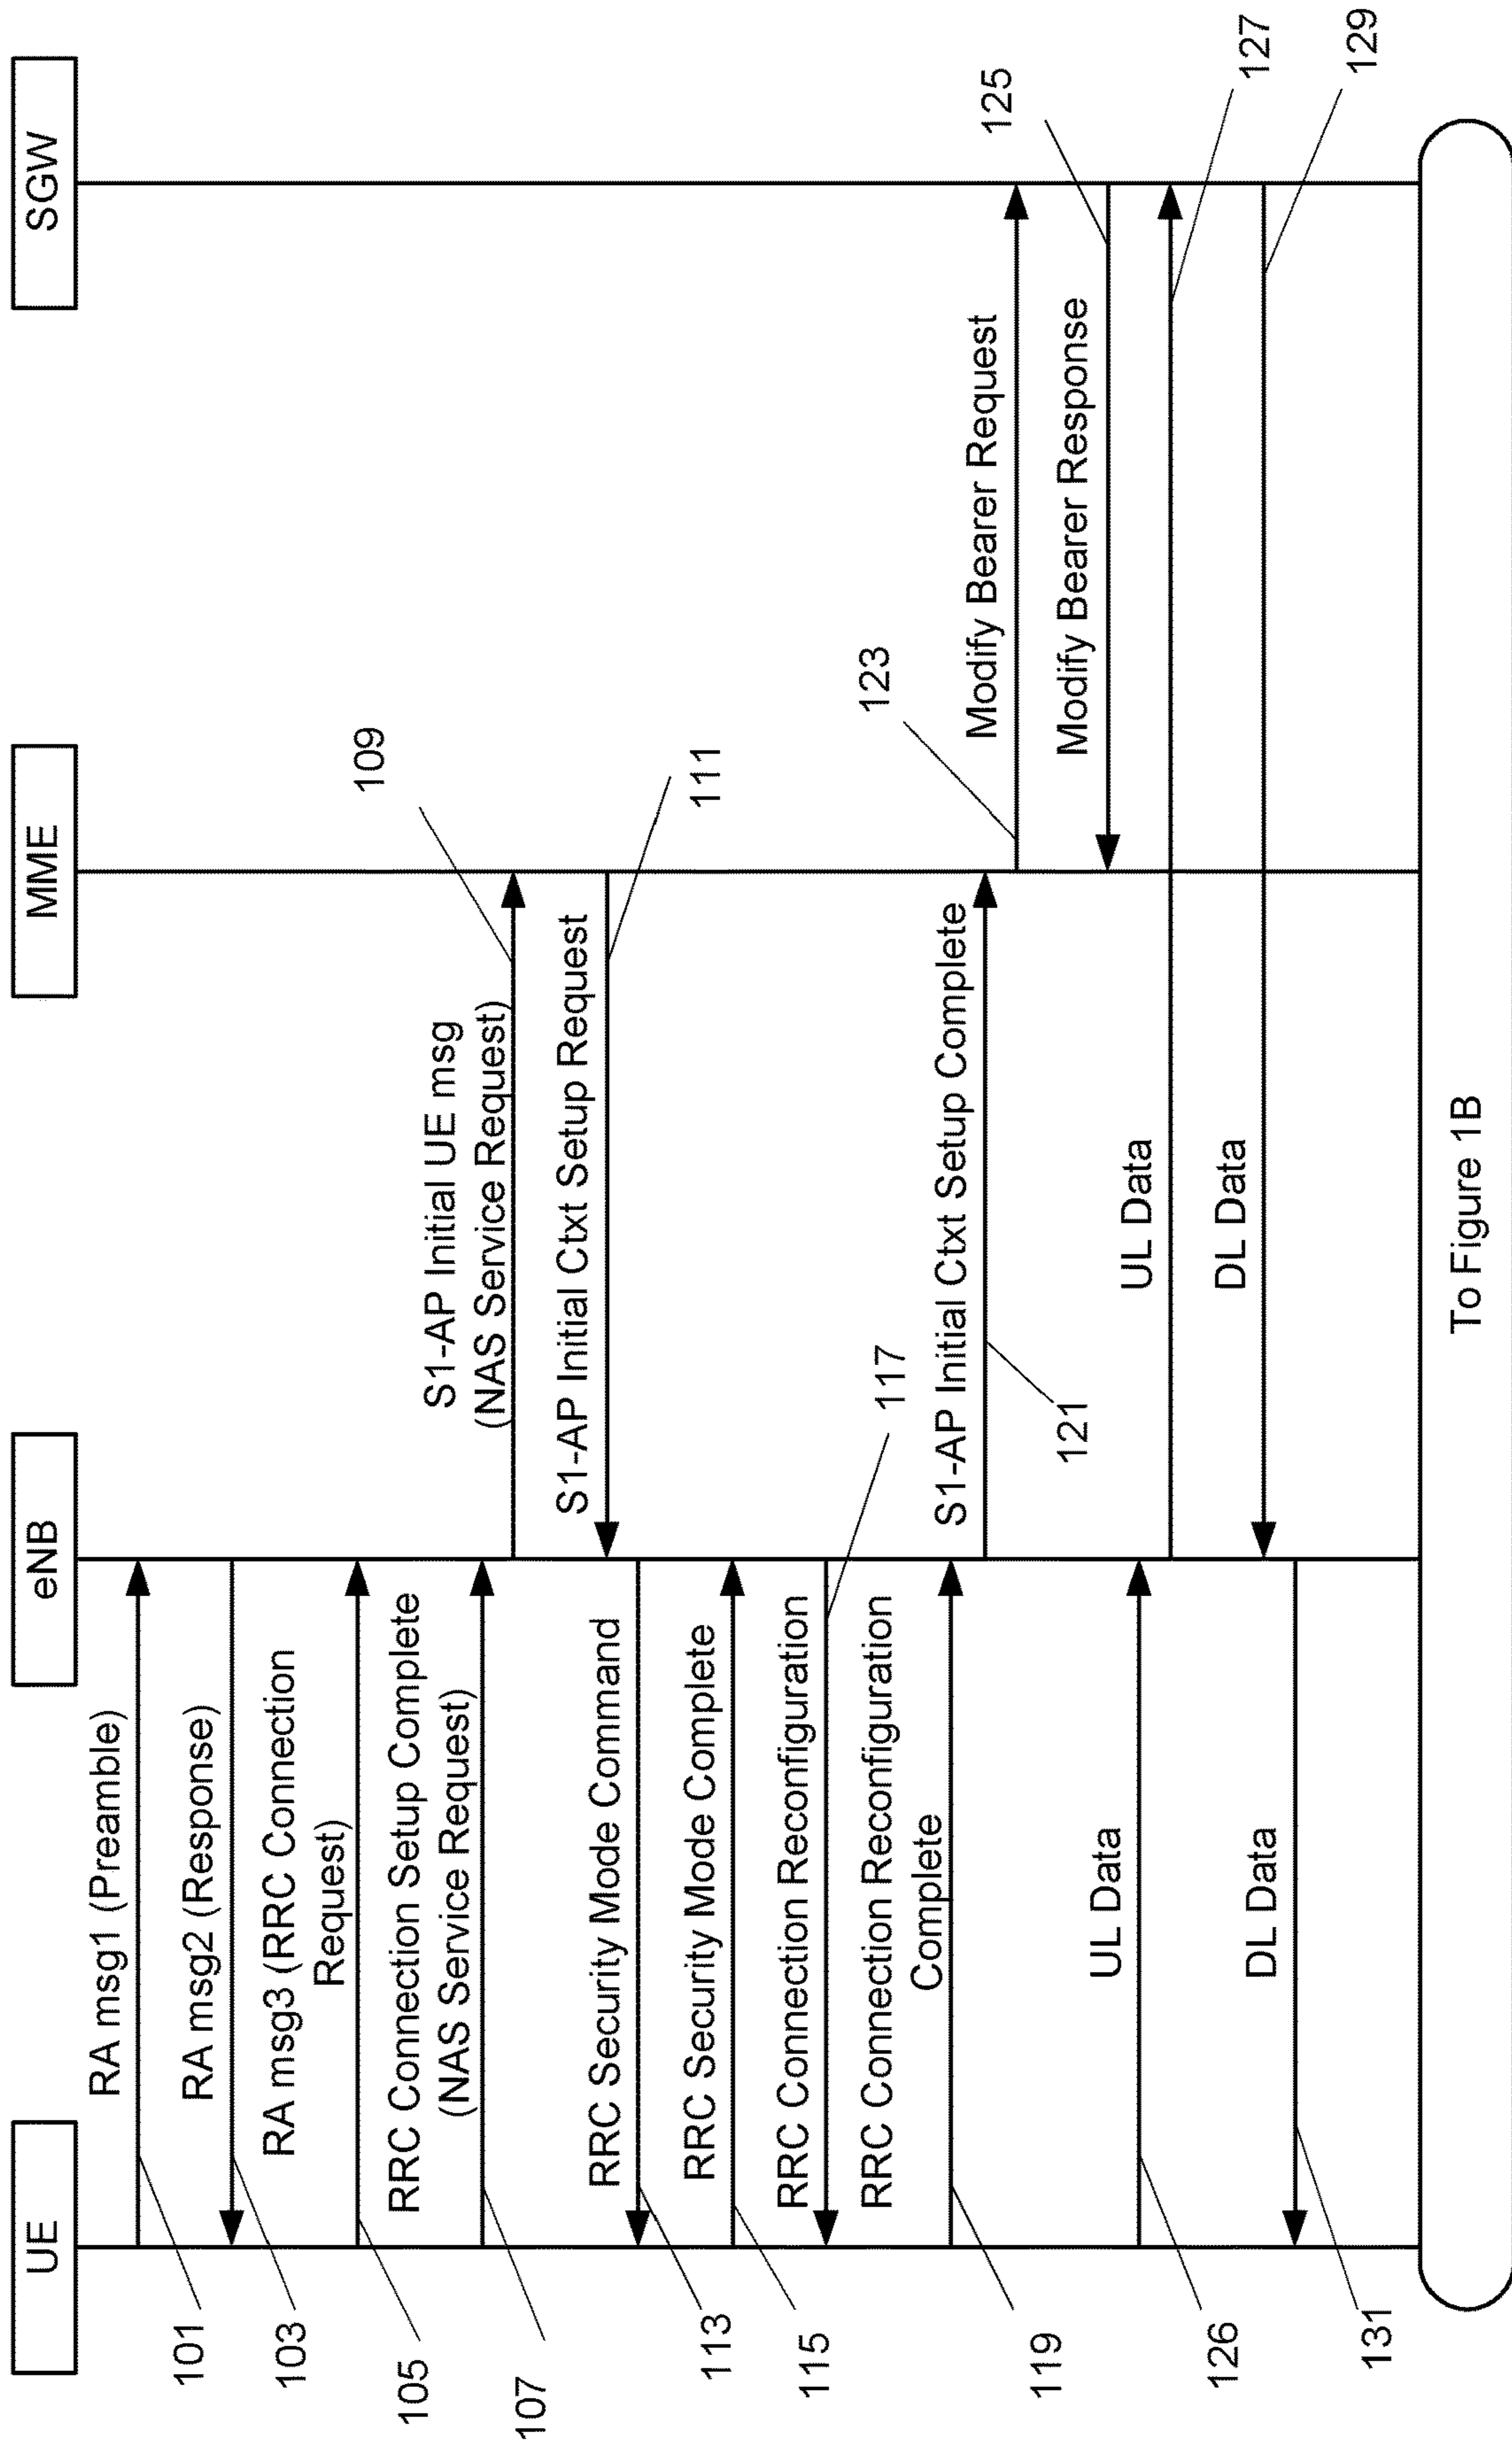 UE
eNB
MME
SGW
RA msg1 (Preamble)
101
RA msg2 (Response)
103
RA msg3 (RRC Connection
Request)
105
RRC Connection Setup Complete
(NAS Service Request)
107
S1-AP Initial UE msg
(NAS Service Request)
109
S1-AP Initial Ctxt Setup Request
111
RRC Security Mode Command
113
RRC Security Mode Complete
115
RRC Connection Reconfiguration
117
RRC Connection Reconfiguration
Complete
119
S1-AP Initial Ctxt Setup Complete
121
123
Modify Bearer Request
Modify Bearer Response
125
UL Data
126
UL Data
127
DL Data
129
DL Data
131
To Figure 1B